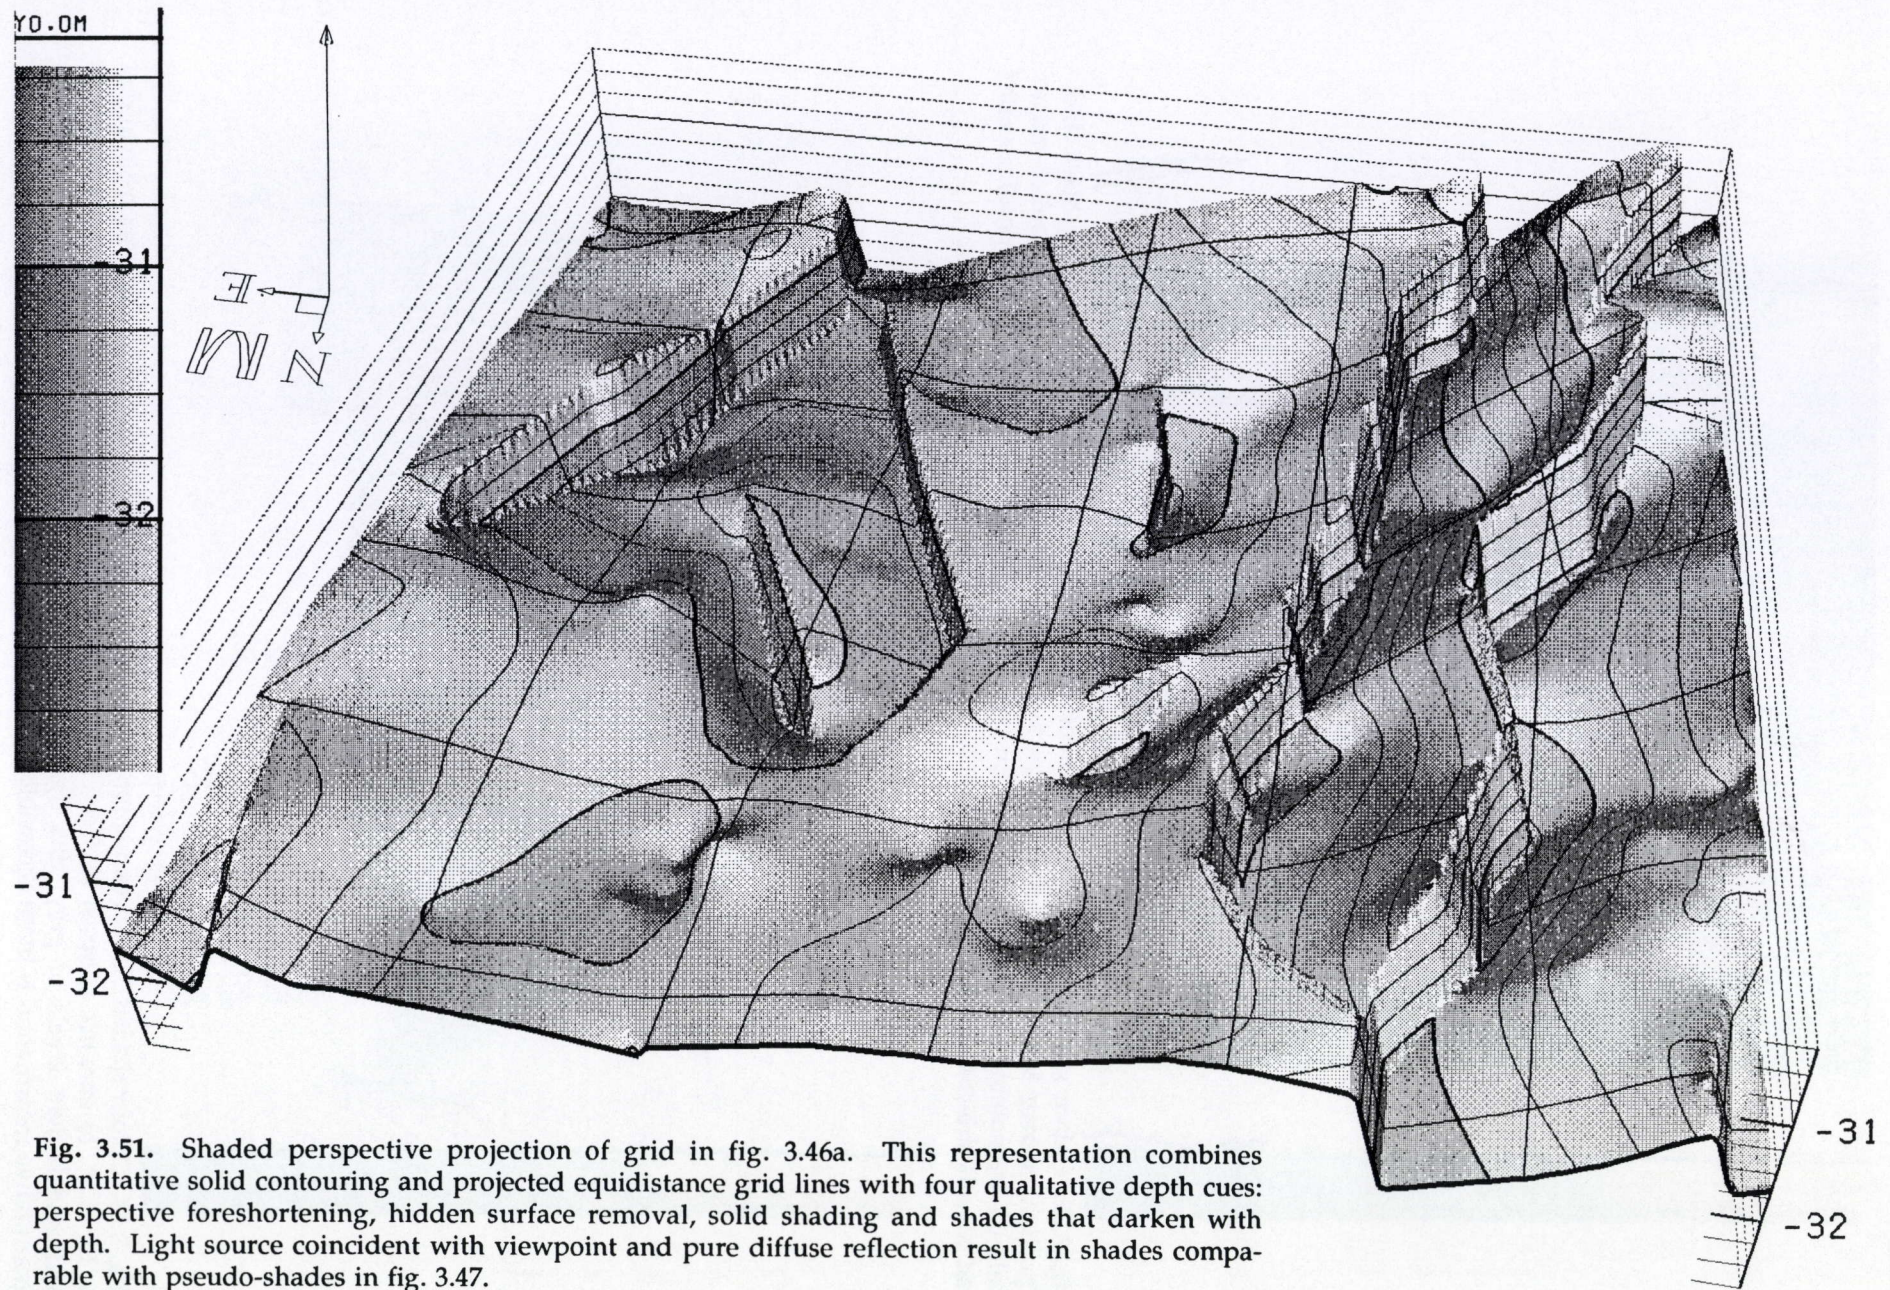 Y0.0M
-31
-32
E
N
-31
-32
-31
-32
Fig. 3.51. Shaded perspective projection of grid in fig. 3.46a. This representation combines
quantitative solid contouring and projected equidistance grid lines with four qualitative depth cues:
perspective foreshortening, hidden surface removal, solid shading and shades that darken with
depth. Light source coincident with viewpoint and pure diffuse reflection result in shades compa-
rable with pseudo-shades in fig. 3.47.